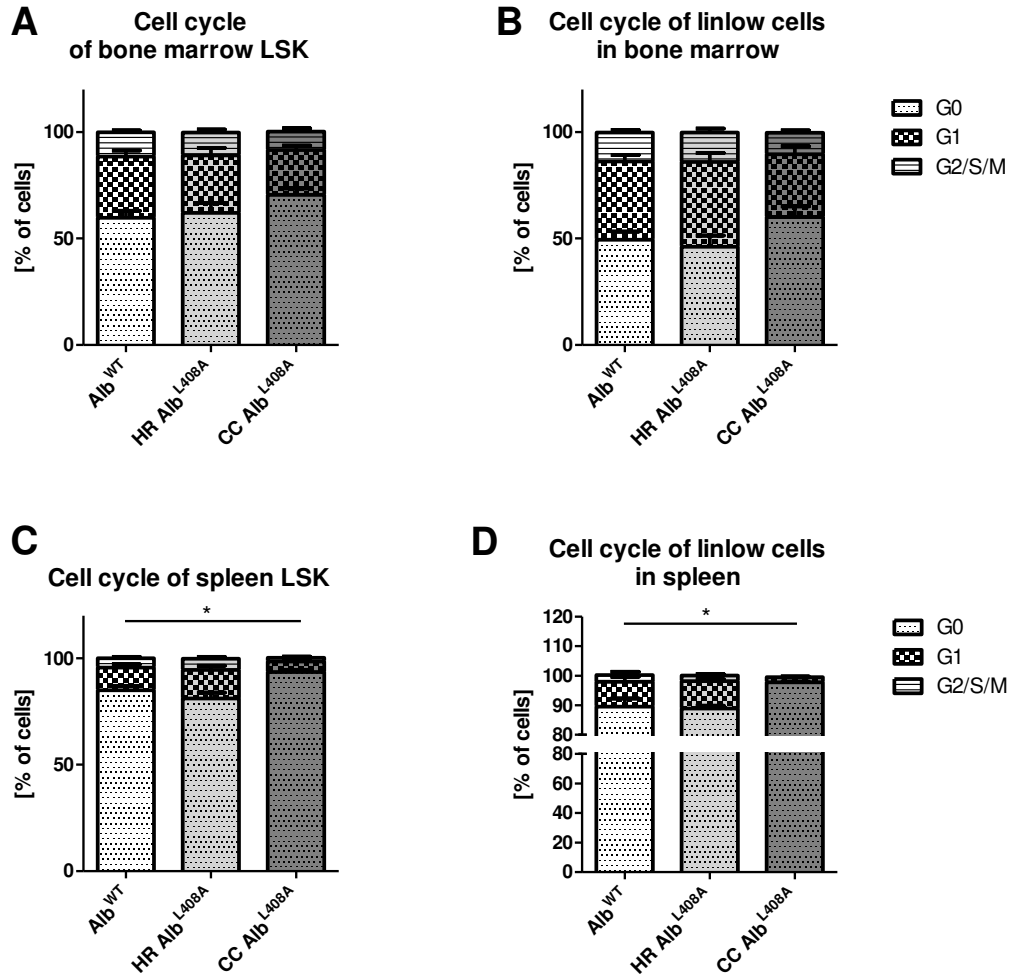 A
Cell cycle
of bone marrow LSK
[% of cells]
100
50
0
Alb^WT
HR Alb^L408A
CC Alb^L408A
B
Cell cycle of linlow cells
in bone marrow
[% of cells]
100
50
0
Alb^WT
HR Alb^L408A
CC Alb^L408A
G0
G1
G2/S/M
C
Cell cycle of spleen LSK
*
[% of cells]
100
50
0
Alb^WT
HR Alb^L408A
CC Alb^L408A
D
Cell cycle of linlow cells
in spleen
*
[% of cells]
120
110
100
90
80
80
60
40
20
0
Alb^WT
HR Alb^L408A
CC Alb^L408A
G0
G1
G2/S/M